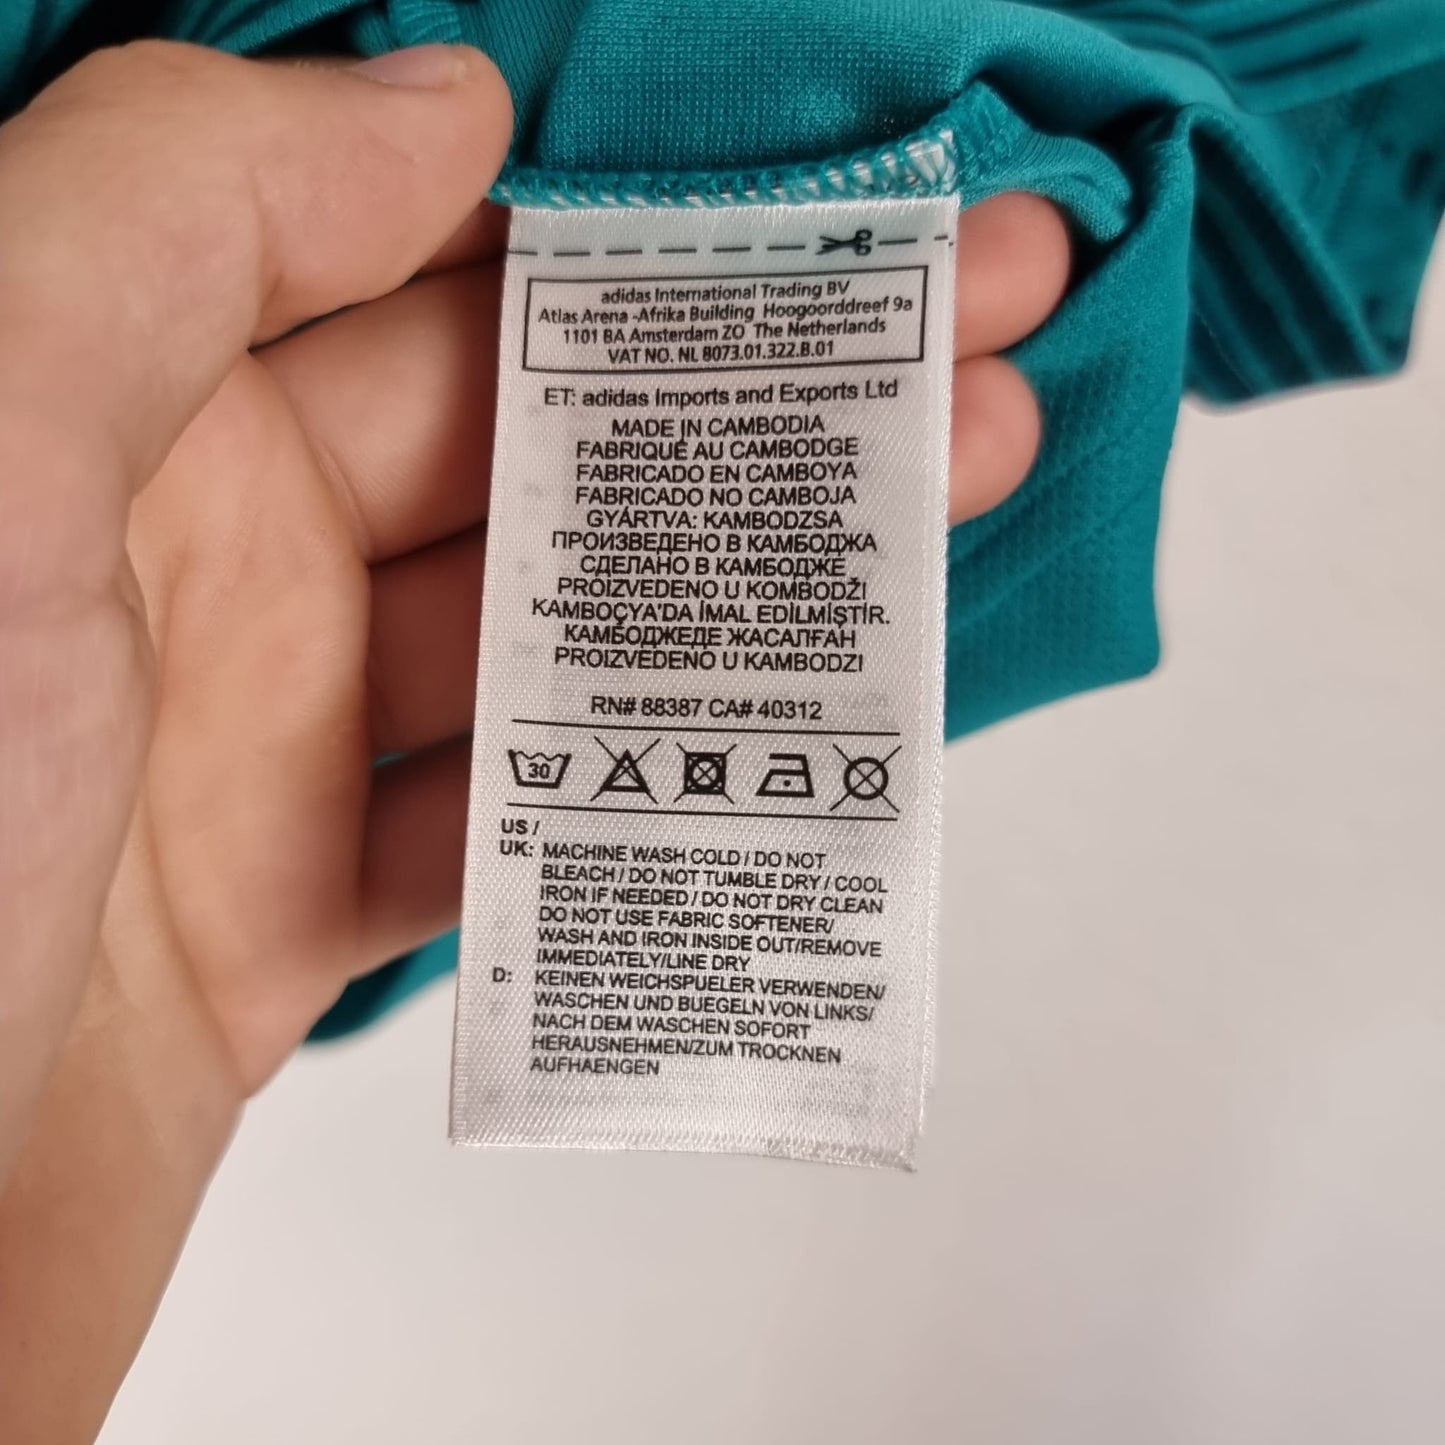 adidas International Trading BV
Atlas Arena -Afrika Building Hoogoorddreef 9a
1101 BA Amsterdam ZO The Netherlands
VAT NO. NL 8073.01.322.B.01
ET: adidas Imports and Exports Ltd
MADE IN CAMBODIA
FABRIQUÉ AU CAMBODGE
FABRICADO EN CAMBOYA
FABRICADO NO CAMBOJA
GYÁRTVA: KAMBODZSA
ПРОИЗВЕДЕНО В КАМБОДЖА
СДЕЛАНО В КАМБОДЖЕ
PROIZVEDENO U KOMBODŽI
KAMBOÇYA'DA İMAL EDİLMİŞTİR.
КАМБОДЖЕДЕ ЖАСАЛҒАН
PROIZVEDENO U KAMBODZI
RN# 88387 CA# 40312
30
US /
UK: MACHINE WASH COLD / DO NOT
BLEACH / DO NOT TUMBLE DRY / COOL
IRON IF NEEDED / DO NOT DRY CLEAN
DO NOT USE FABRIC SOFTENER/
WASH AND IRON INSIDE OUT/REMOVE
IMMEDIATELY/LINE DRY
D: KEINEN WEICHSPUELER VERWENDEN/
WASCHEN UND BUEGELN VON LINKS/
NACH DEM WASCHEN SOFORT
HERAUSNEHMEN/ZUM TROCKNEN
AUFHAENGEN